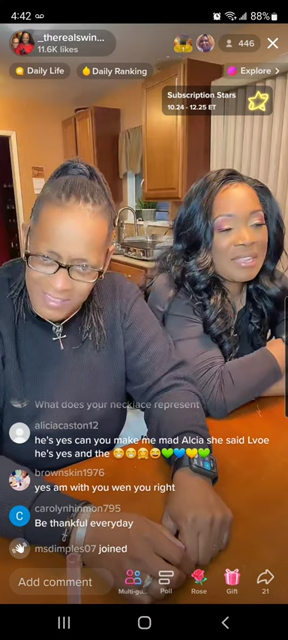 4:42
88%
_therealswin...
11.6K likes
446
Daily Life
Daily Ranking
Explore >
Subscription Stars
10.24 - 12.25 ET
What does your necklace represent
aliciacaston12
he's yes can you make me mad Alcia she said Lvoe
he's yes and the 😁😁🤗😄💚💙💛💚
brownskin1976
yes am with you wen you right
carolynhinmon795
C
Be thankful everyday
msdimples07 joined
Add comment
Multi-gu...
Poll
Rose
Gift
21